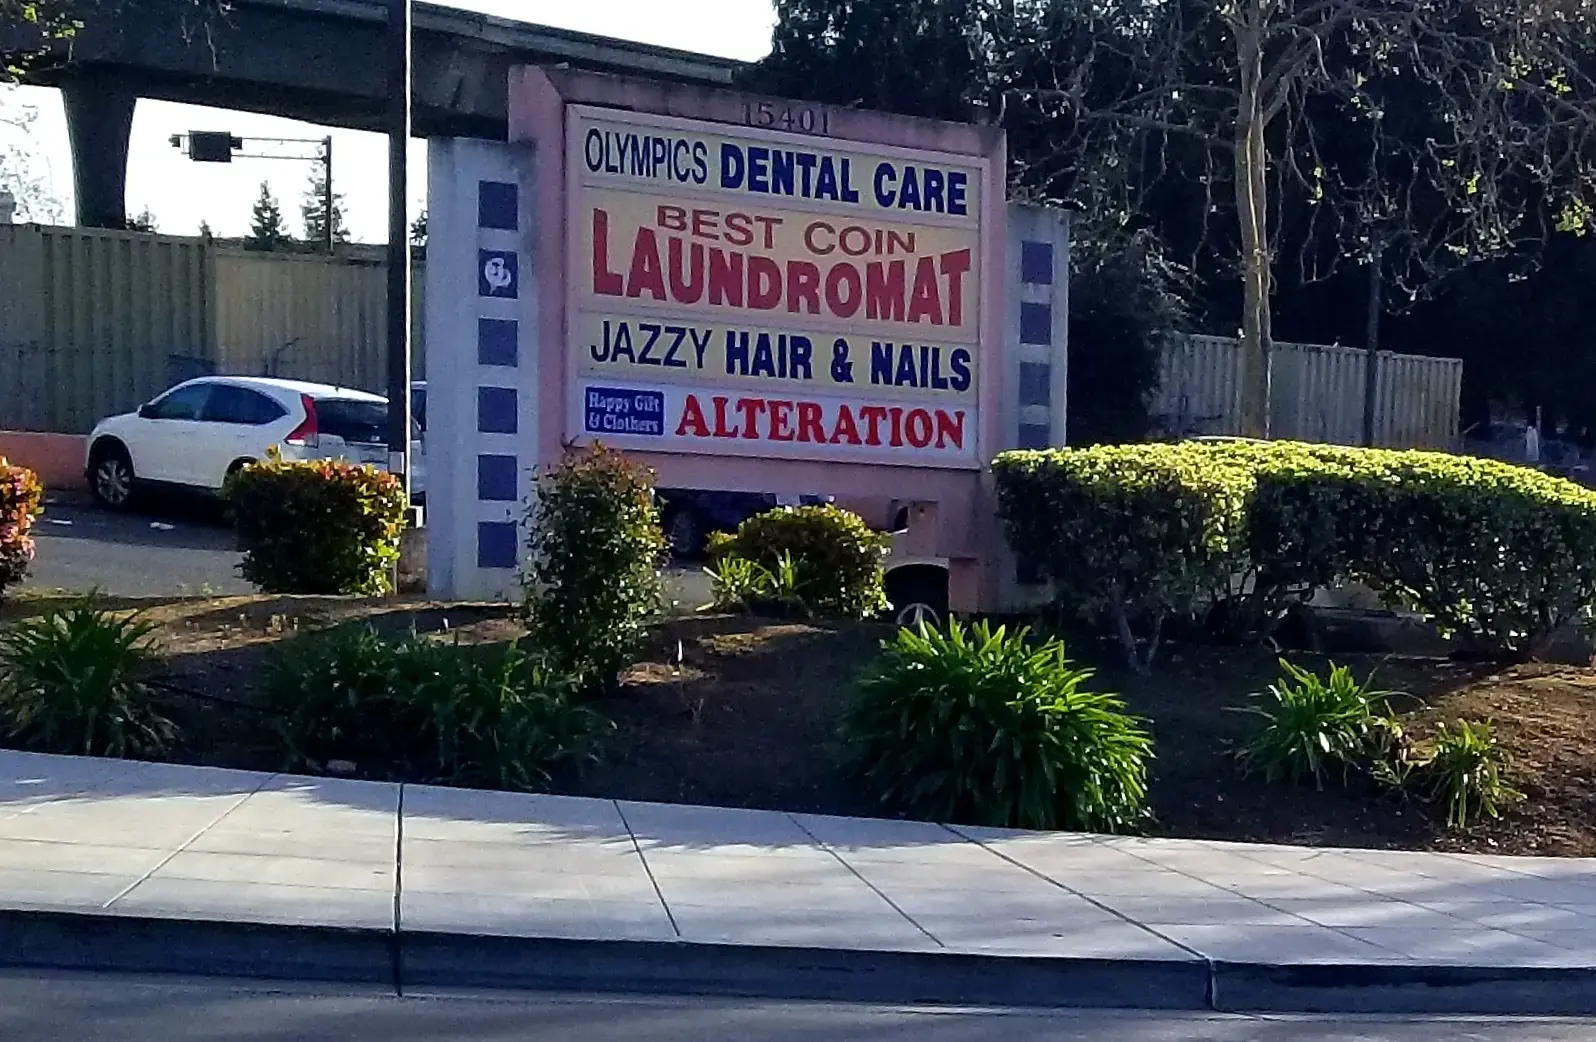 15401
OLYMPICS DENTAL CARE
BEST COIN
LAUNDROMAT
JAZZY HAIR & NAILS
Happy Gift
& Clothers
ALTERATION